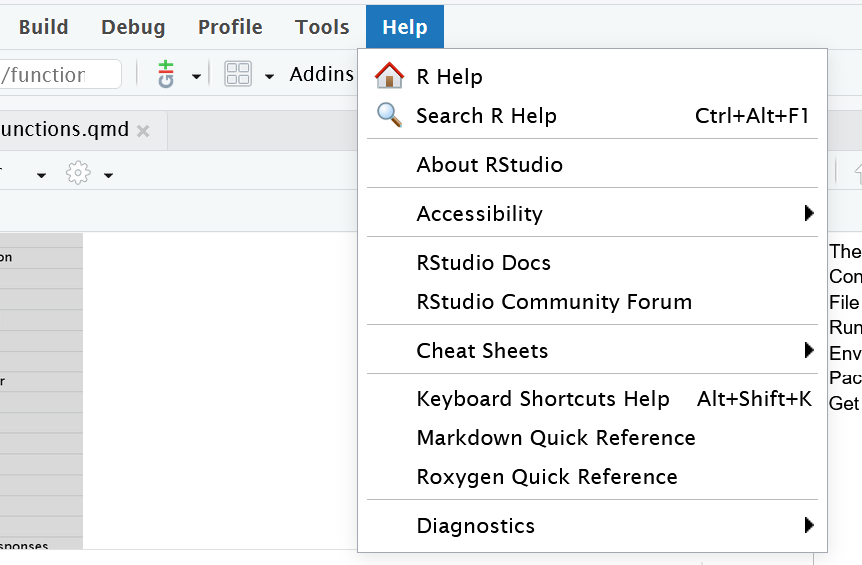 Build Debug Profile Tools Help
/function Addins
R Help
Search R Help Ctrl+Alt+F1
unctions.qmd
About RStudio
Accessibility
The
on
RStudio Docs
Con
RStudio Community Forum
File
Run
Cheat Sheets
Env
r
Pac
Keyboard Shortcuts Help Alt+Shift+K
Get
Markdown Quick Reference
Roxygen Quick Reference
Diagnostics
sponses